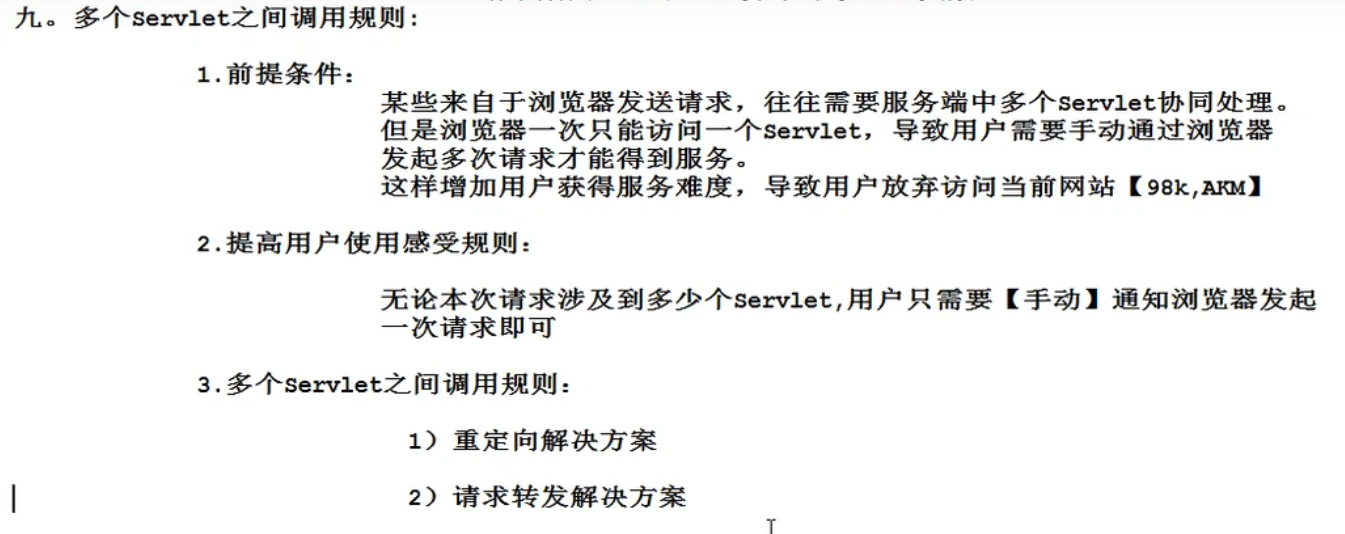 九。多个Servlet之间调用规则:
1.前提条件:
某些来自于浏览器发送请求，往往需要服务端中多个Servlet协同处理。
但是浏览器一次只能访问一个Servlet，导致用户需要手动通过浏览器
发起多次请求才能得到服务。
这样增加用户获得服务难度，导致用户放弃访问当前网站【98k,AKM】
2.提高用户使用感受规则:
无论本次请求涉及到多少个Servlet,用户只需要【手动】通知浏览器发起
一次请求即可
3.多个Servlet之间调用规则:
1）重定向解决方案
2）请求转发解决方案